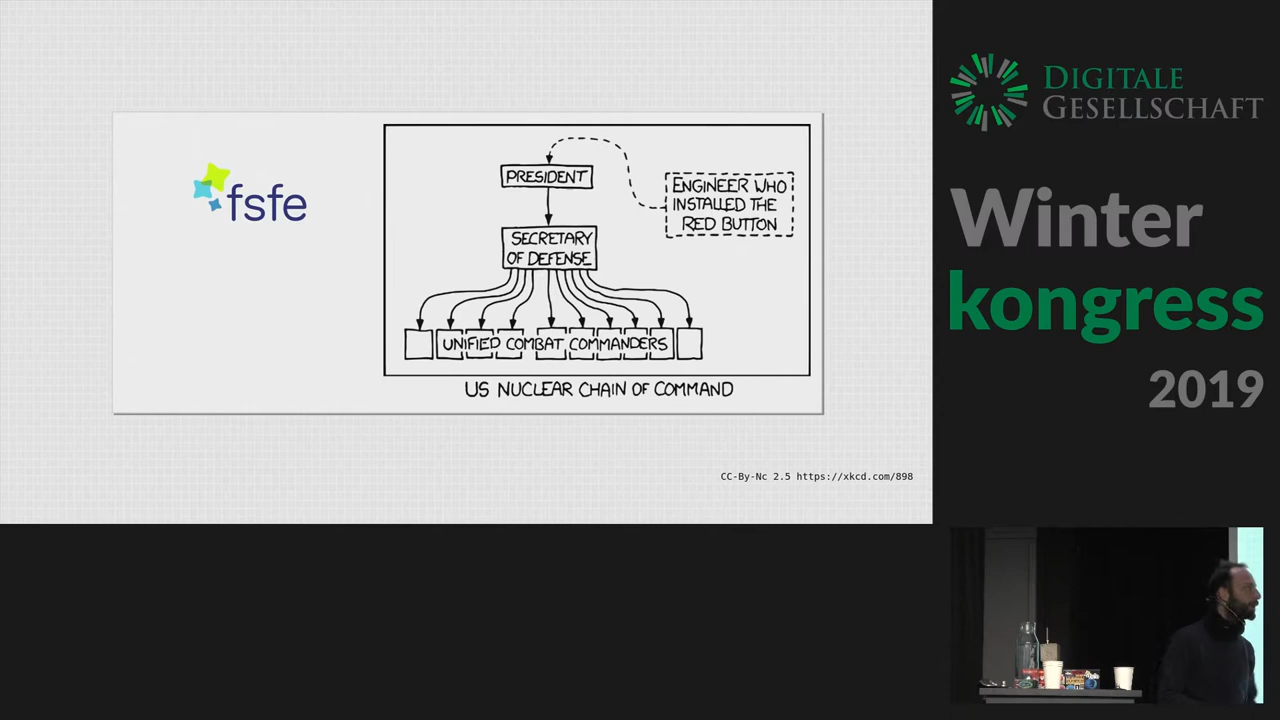 fsfe
PRESIDENT
ENGINEER WHO
INSTALLED THE
RED BUTTON
SECRETARY
OF DEFENSE
UNIFIED COMBAT COMMANDERS
US NUCLEAR CHAIN OF COMMAND
CC-By-Nc 2.5 https://xkcd.com/898
DIGITALE
GESELLSCHAFT
Winter
kongress
2019